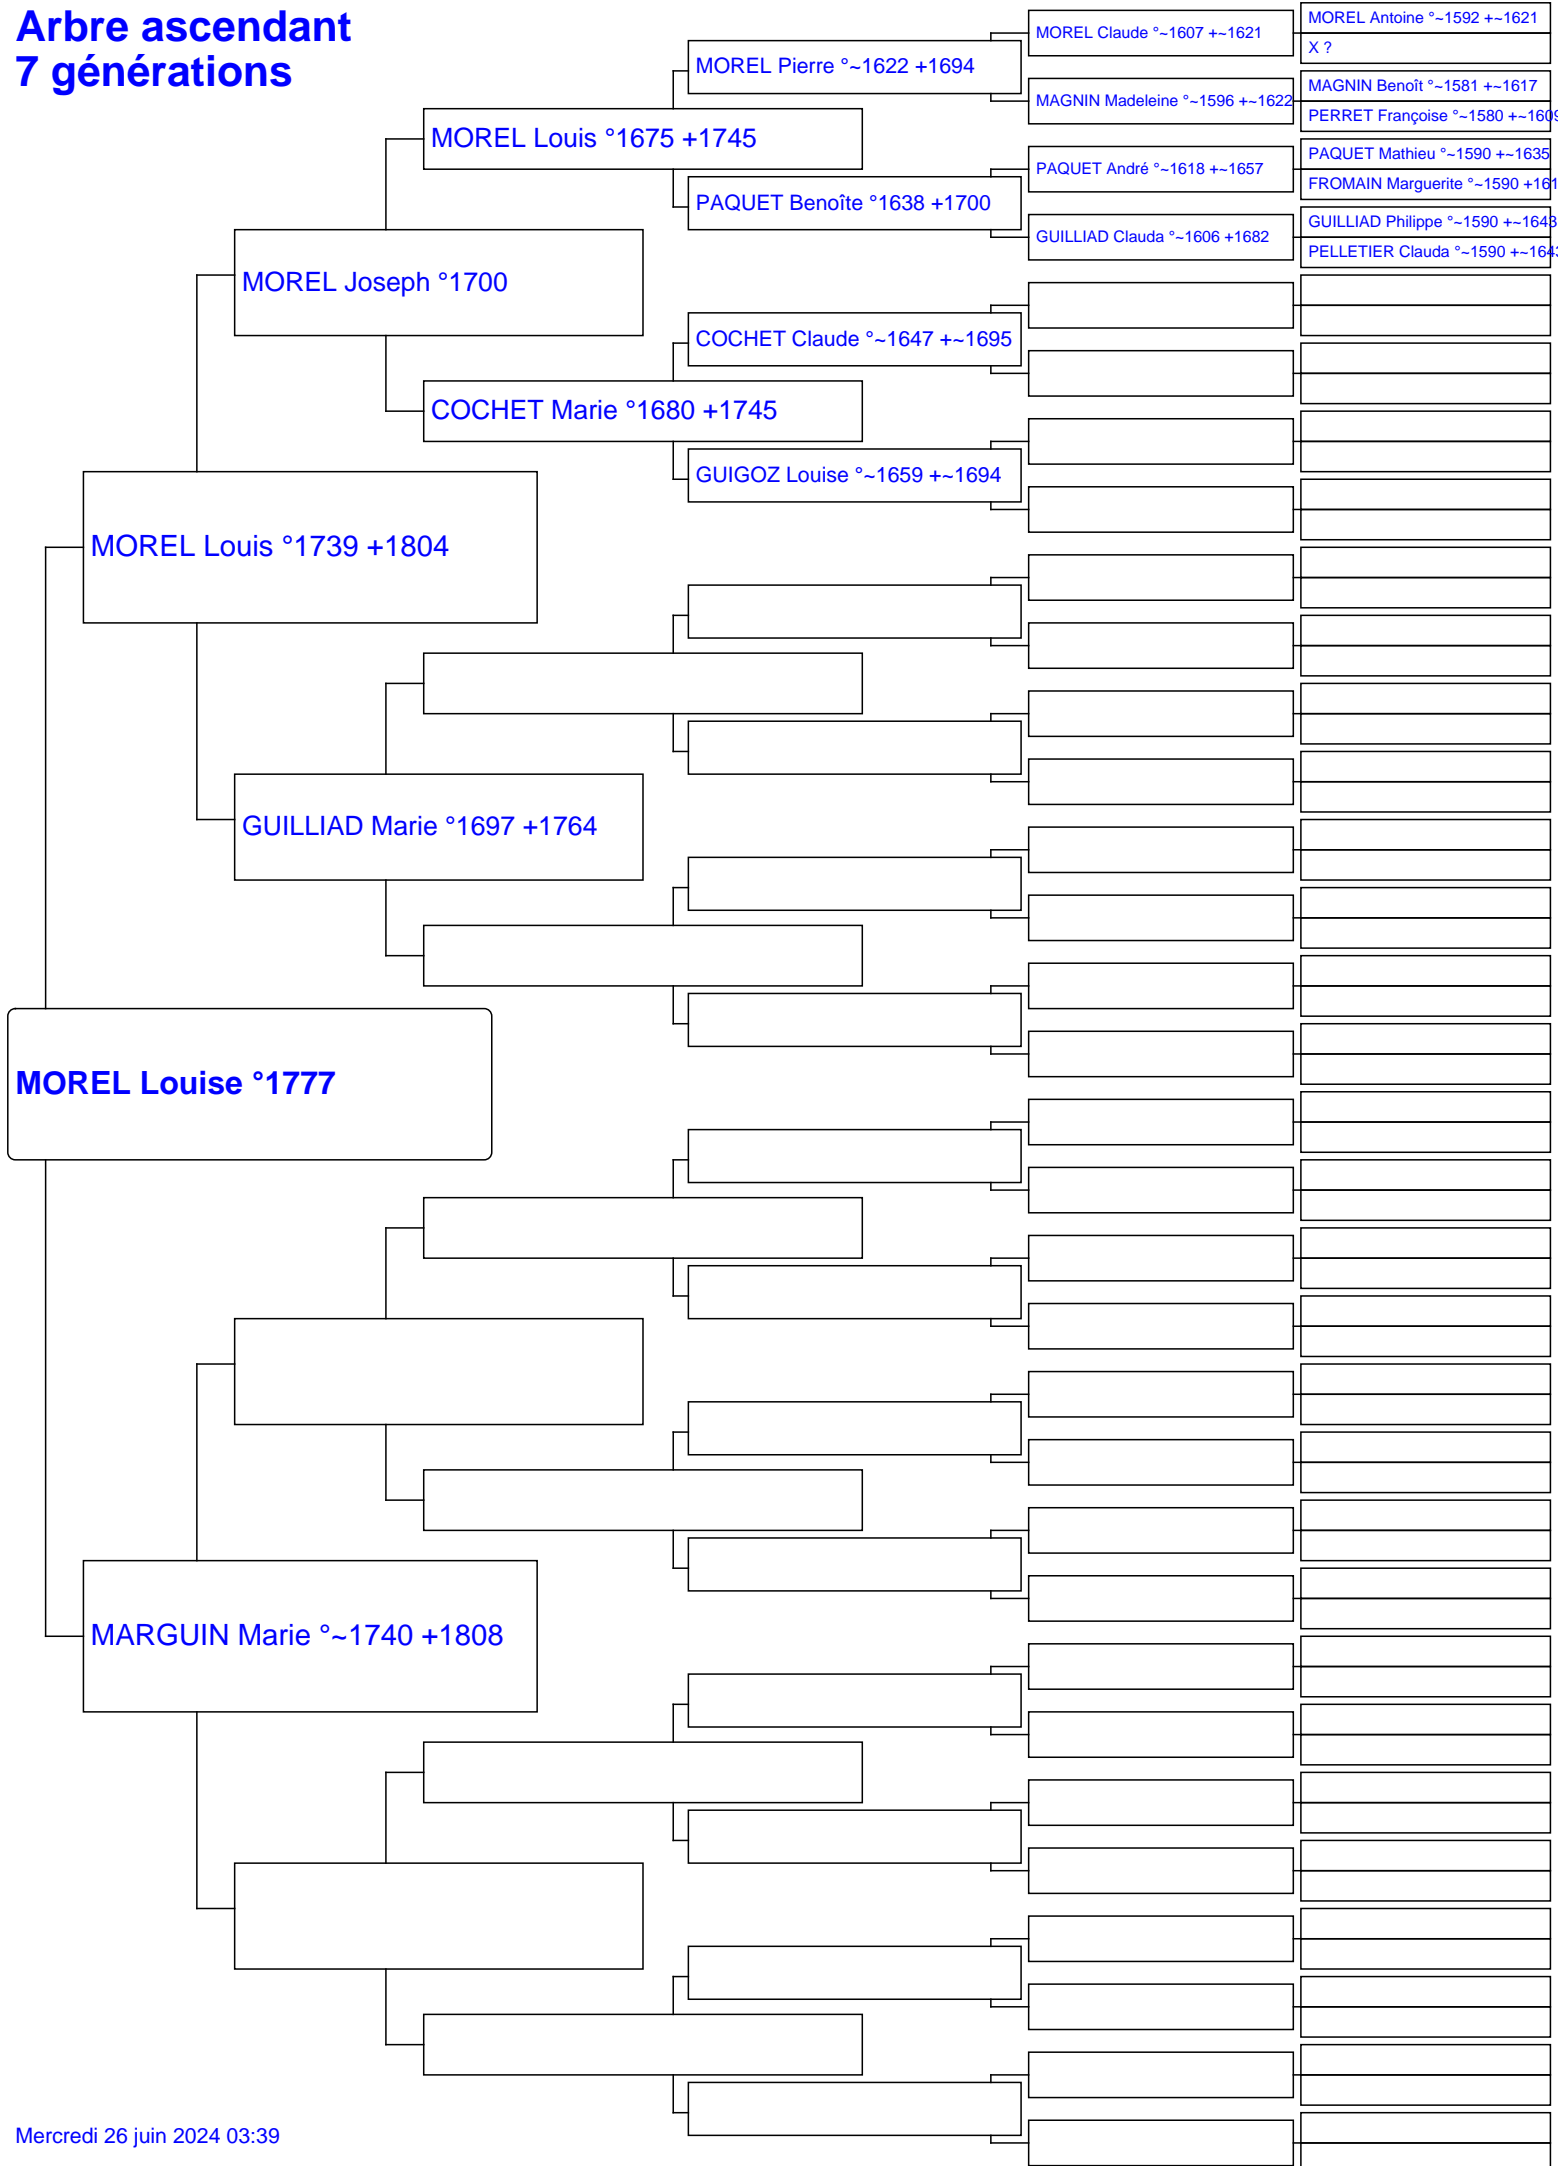 Arbre ascendant
7 générations
MOREL Antoine °~1592 +~1621
MOREL Claude °~1607 +~1621
X ?
MOREL Pierre °~1622 +1694
MAGNIN Benoît °~1581 +~1617
MAGNIN Madeleine °~1596 +~1622
PERRET Françoise °~1580 +~1609
MOREL Louis °1675 +1745
PAQUET Mathieu °~1590 +~1635
PAQUET André °~1618 +~1657
FROMAIN Marguerite °~1590 +161
PAQUET Benoîte °1638 +1700
GUILLIAD Philippe °~1590 +~1643
GUILLIAD Clauda °~1606 +1682
PELLETIER Clauda °~1590 +~1643
MOREL Joseph °1700
COCHET Claude °~1647 +~1695
COCHET Marie °1680 +1745
GUIGOZ Louise °~1659 +~1694
MOREL Louis °1739 +1804
GUILLIAD Marie °1697 +1764
MOREL Louise °1777
MARGUIN Marie °~1740 +1808
Mercredi 26 juin 2024 03:39